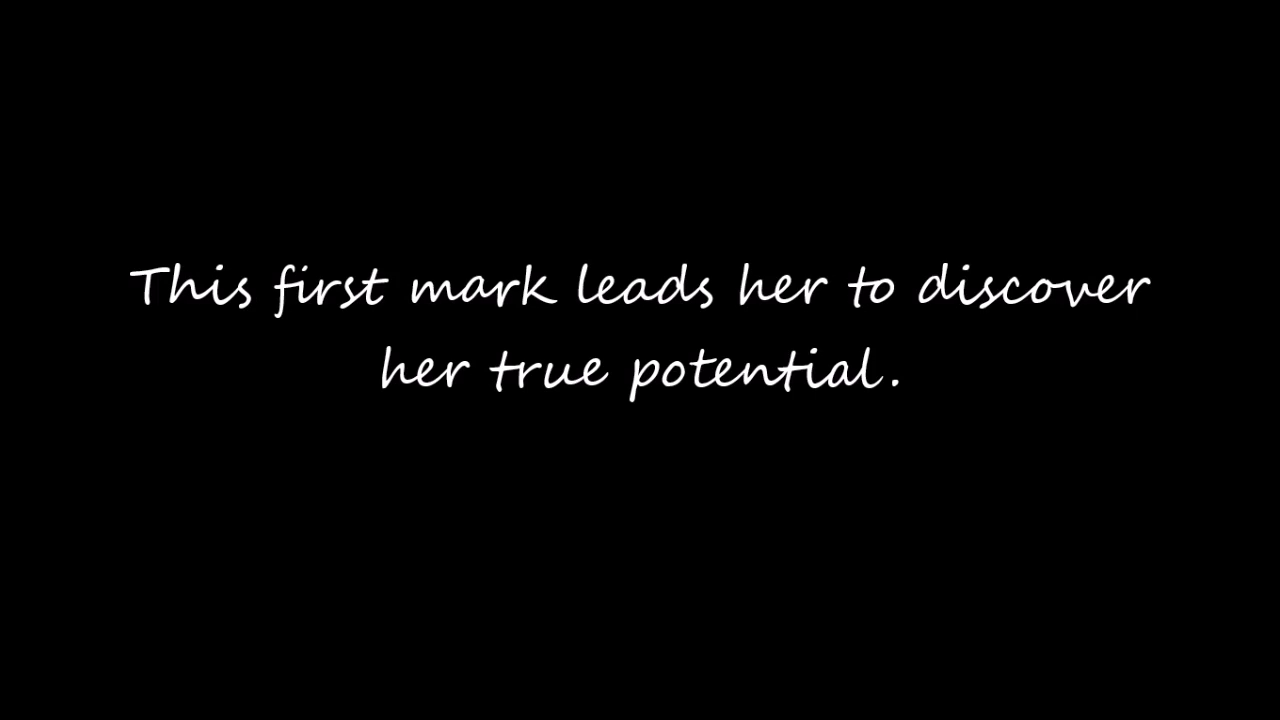 This first mark leads her to discover
her true potential.